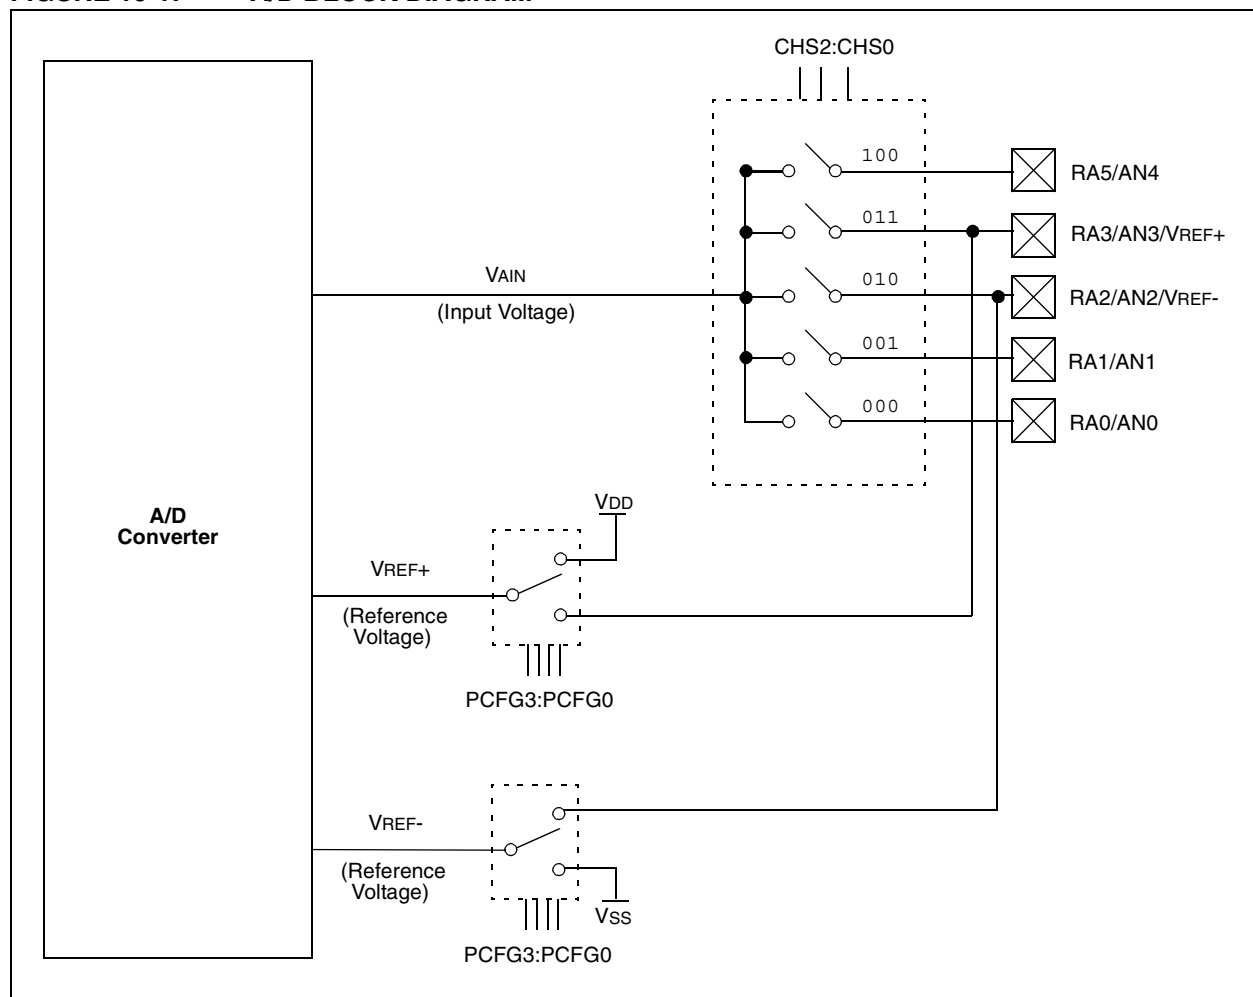 CHS2:CHS0
100
RA5/AN4
011
RA3/AN3/VREF+
VAIN
(Input Voltage)
010
RA2/AN2/VREF-
001
RA1/AN1
000
RA0/AN0
A/D
Converter
VDD
VREF+
(Reference
Voltage)
PCFG3:PCFG0
VREF-
(Reference
Voltage)
VSS
PCFG3:PCFG0